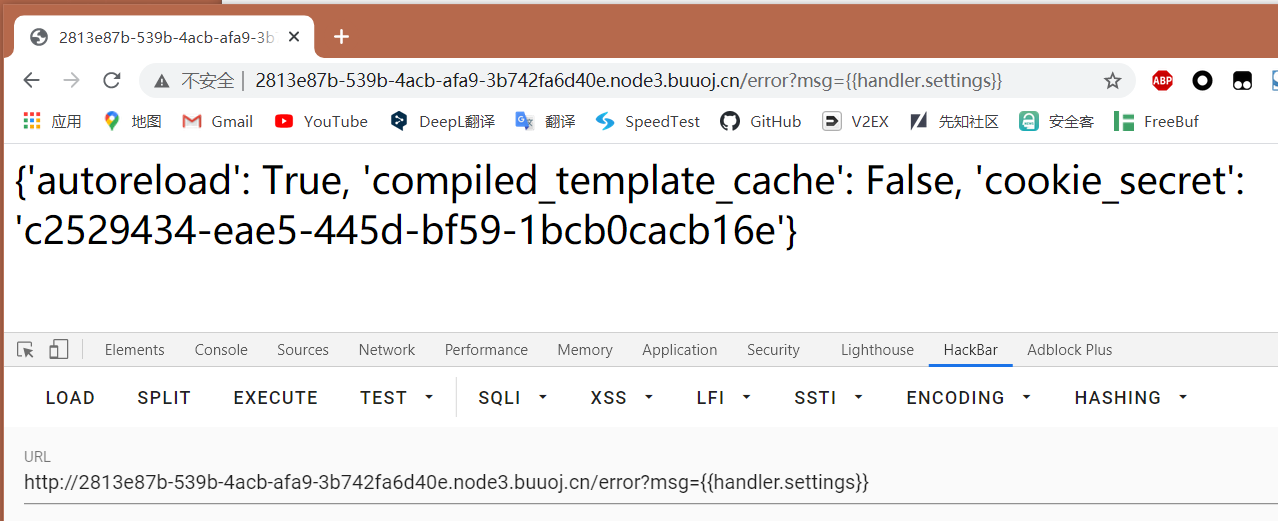 2813e87b-539b-4acb-afa9-3b
不安全 | 2813e87b-539b-4acb-afa9-3b742fa6d40e.node3.buuoj.cn/error?msg={{handler.settings}} ABP
应用 地图 Gmail YouTube DeepL翻译 翻译 SpeedTest GitHub V2EX 先知社区 安全客 FreeBuf
{'autoreload': True, 'compiled_template_cache': False, 'cookie_secret':
'c2529434-eae5-445d-bf59-1bcb0cacb16e'}
Elements Console Sources Network Performance Memory Application Security Lighthouse HackBar Adblock Plus
LOAD SPLIT EXECUTE TEST SQLI XSS LFI SSTI ENCODING HASHING
URL
http://2813e87b-539b-4acb-afa9-3b742fa6d40e.node3.buuoj.cn/error?msg={{handler.settings}}